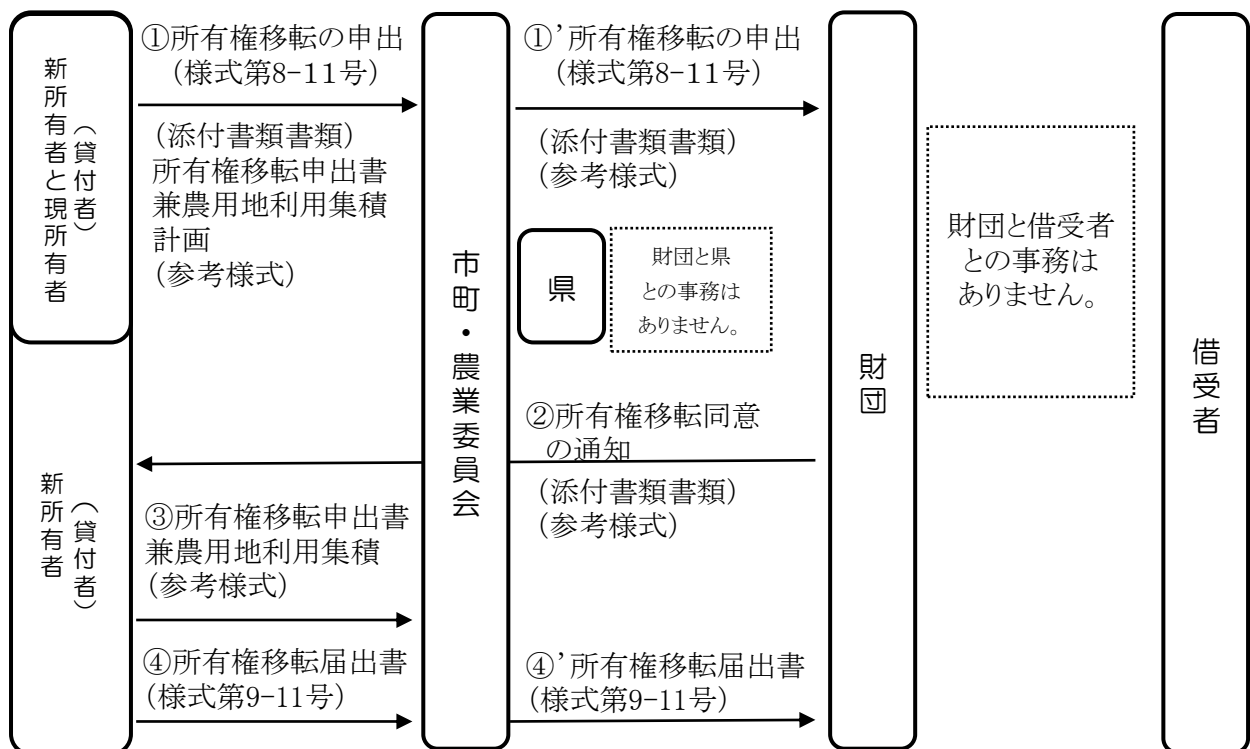 新所有者と現所有者
(貸付者)
①所有権移転の申出
(様式第8-11号)
(添付書類書類)
所有権移転申出書
兼農用地利用集積
計画
(参考様式)
新所有者
(貸付者)
③所有権移転申出書
兼農用地利用集積
(参考様式)
④所有権移転届出書
(様式第9-11号)
市町・農業委員会
①’所有権移転の申出
(様式第8-11号)
(添付書類書類)
(参考様式)
県
財団と県
との事務は
ありません。
②所有権移転同意
の通知
(添付書類書類)
(参考様式)
④’所有権移転届出書
(様式第9-11号)
財団
財団と借受者
との事務は
ありません。
借受者